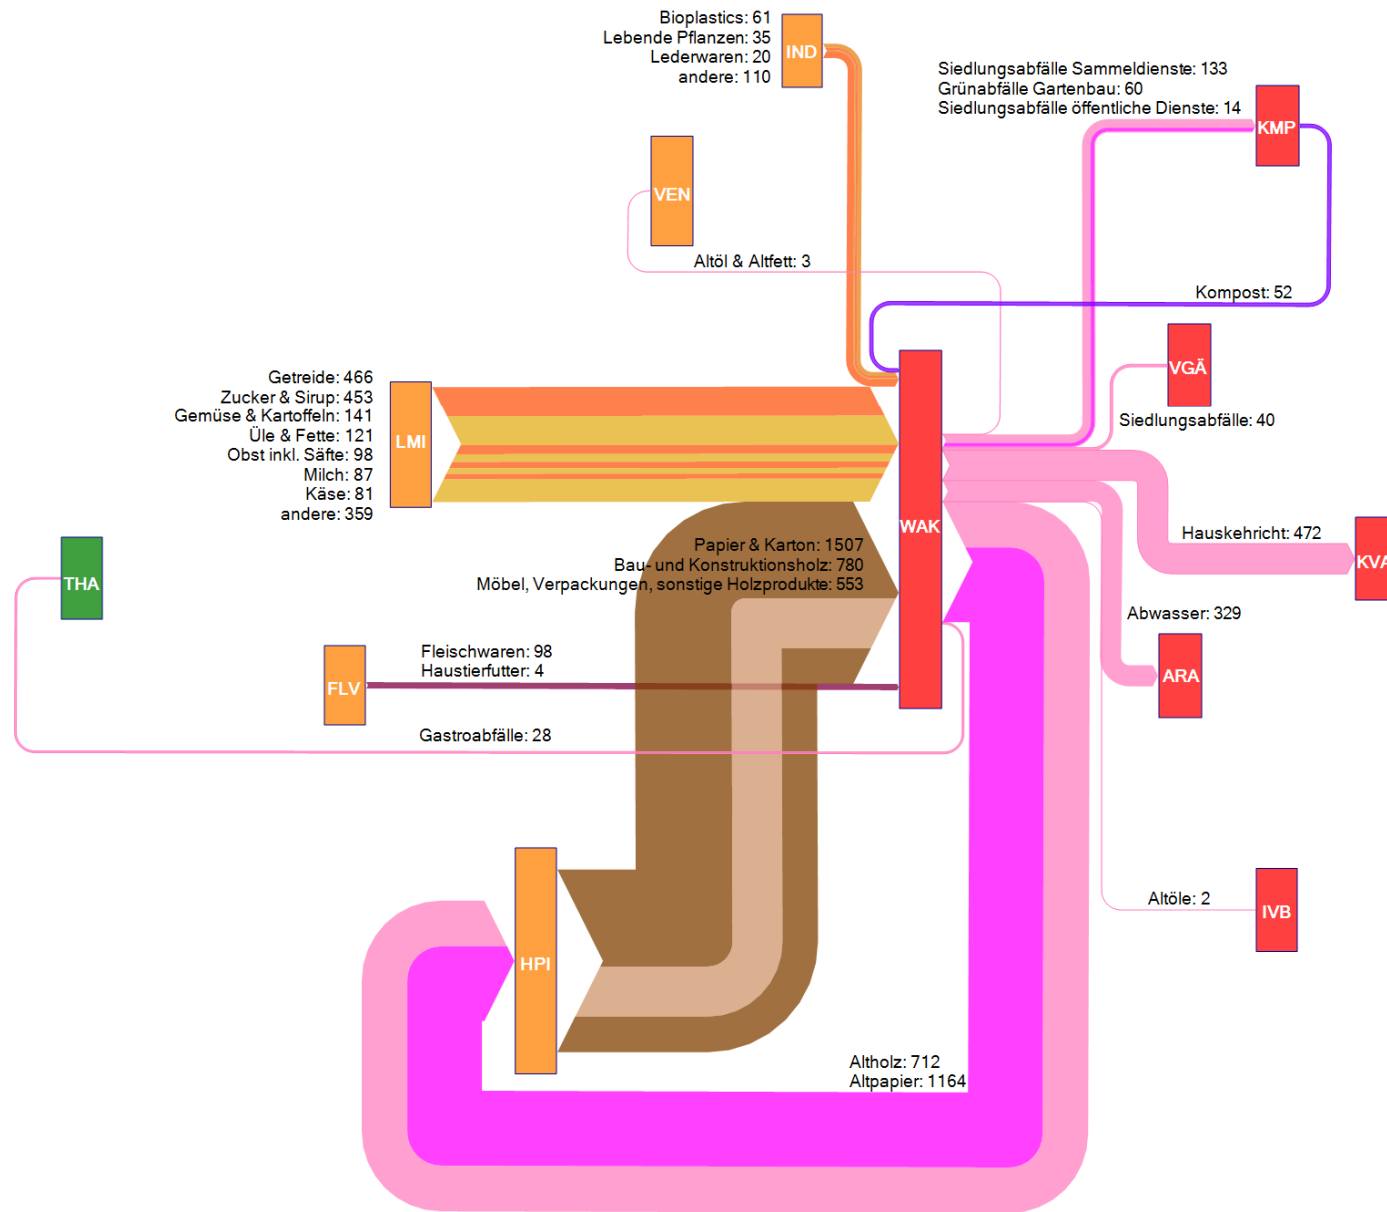 Bioplastics: 61
Lebende Pflanzen: 35
Lederwaren: 20
andere: 110
IND
Siedlungsabfälle Sammeldienste: 133
Grünabfälle Gartenbau: 60
Siedlungsabfälle öffentliche Dienste: 14
KMP
VEN
Altöl & Altfett: 3
Kompost: 52
VGÄ
Siedlungsabfälle: 40
Getreide: 466
Zucker & Sirup: 453
Gemüse & Kartoffeln: 141
Üle & Fette: 121
Obst inkl. Säfte: 98
Milch: 87
Käse: 81
andere: 359
LMI
WAK
Papier & Karton: 1507
Bau- und Konstruktionsholz: 780
Möbel, Verpackungen, sonstige Holzprodukte: 553
Hauskehricht: 472
KVA
THA
Abwasser: 329
ARA
Fleischwaren: 98
Haustierfutter: 4
FLV
Gastroabfälle: 28
Altöle: 2
IVB
HPI
Altholz: 712
Altpapier: 1164